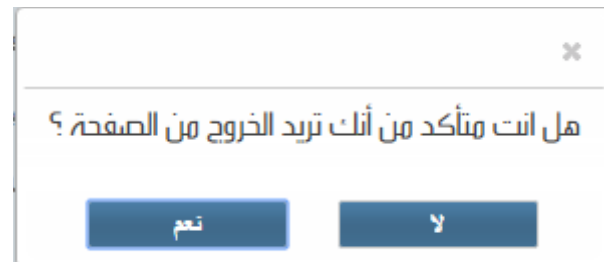 هل انت متأكد من أنك تريد الخروج من الصفحة ؟
لا
نعم